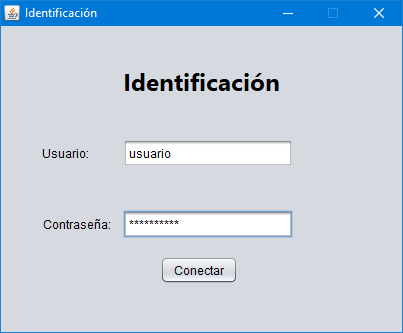 Identificación
Identificación
Usuario: usuario
Contraseña: **********
Conectar